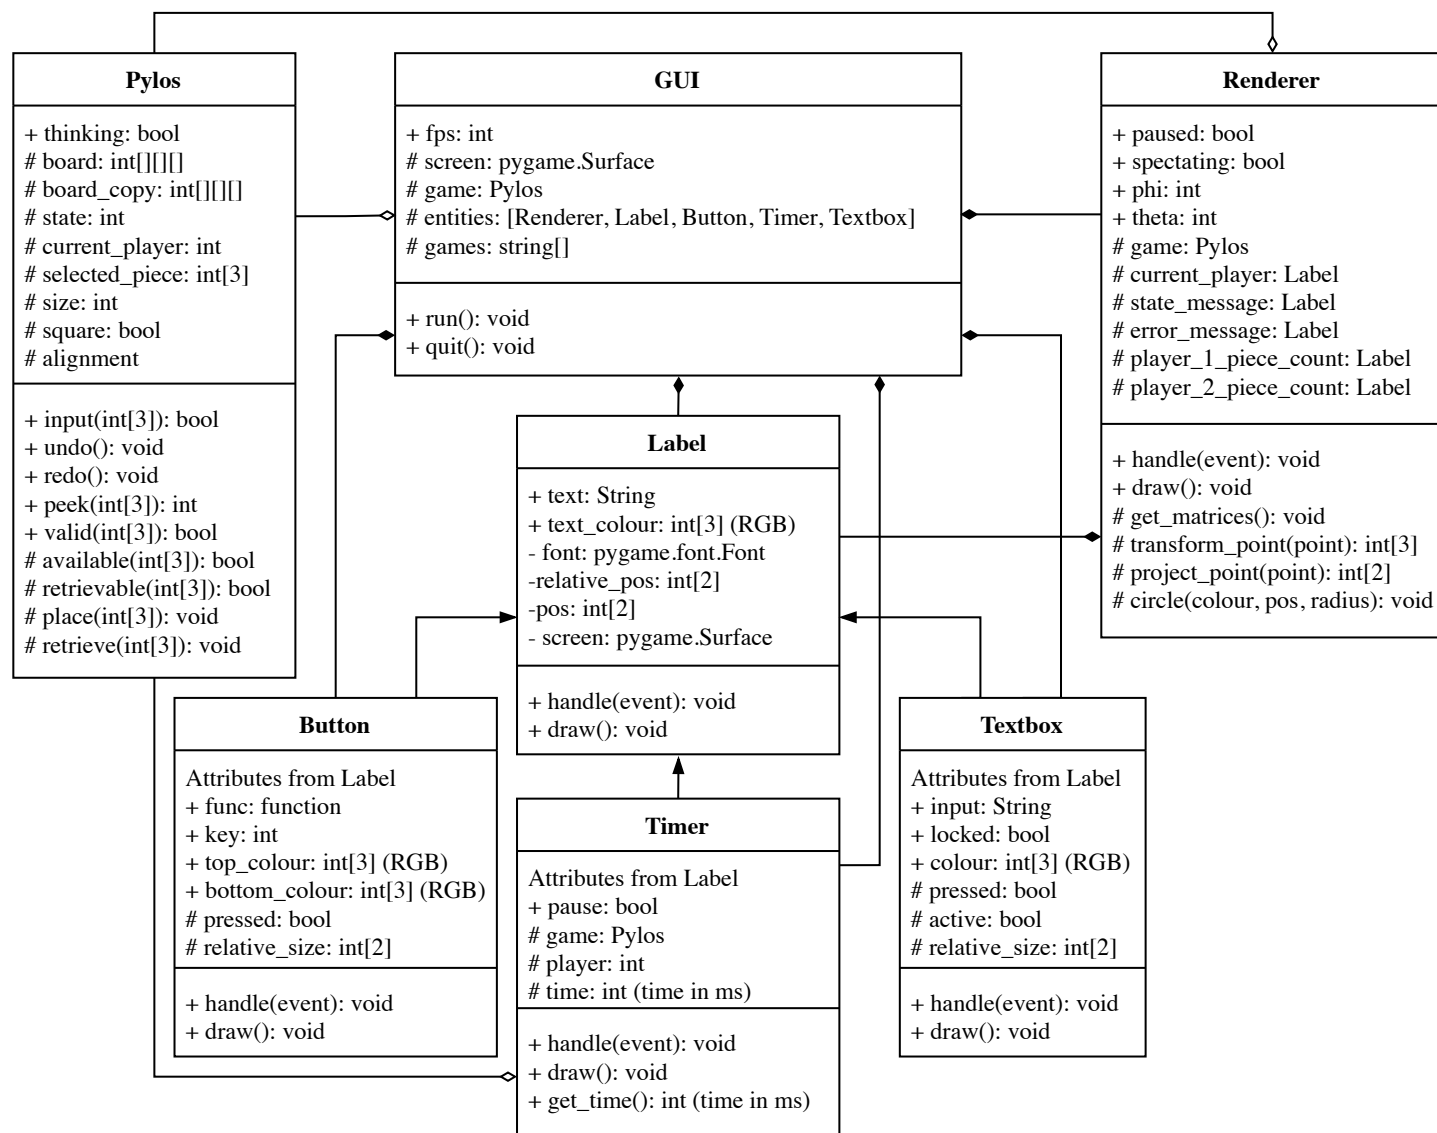 Pylos
+ thinking: bool
# board: int[][][]
# board_copy: int[][][]
# state: int
# current_player: int
# selected_piece: int[3]
# size: int
# square: bool
# alignment
+ input(int[3]): bool
+ undo(): void
+ redo(): void
+ peek(int[3]): int
+ valid(int[3]): bool
# available(int[3]): bool
# retrievable(int[3]): bool
# place(int[3]): void
# retrieve(int[3]): void
GUI
+ fps: int
# screen: pygame.Surface
# game: Pylos
# entities: [Renderer, Label, Button, Timer, Textbox]
# games: string[]
+ run(): void
+ quit(): void
Renderer
+ paused: bool
+ spectating: bool
+ phi: int
+ theta: int
# game: Pylos
# current_player: Label
# state_message: Label
# error_message: Label
# player_1_piece_count: Label
# player_2_piece_count: Label
+ handle(event): void
+ draw(): void
# get_matrices(): void
# transform_point(point): int[3]
# project_point(point): int[2]
# circle(colour, pos, radius): void
Label
+ text: String
+ text_colour: int[3] (RGB)
- font: pygame.font.Font
-relative_pos: int[2]
-pos: int[2]
- screen: pygame.Surface
+ handle(event): void
+ draw(): void
Button
Attributes from Label
+ func: function
+ key: int
+ top_colour: int[3] (RGB)
+ bottom_colour: int[3] (RGB)
# pressed: bool
# relative_size: int[2]
+ handle(event): void
+ draw(): void
Timer
Attributes from Label
+ pause: bool
# game: Pylos
# player: int
# time: int (time in ms)
+ handle(event): void
+ draw(): void
+ get_time(): int (time in ms)
Textbox
Attributes from Label
+ input: String
+ locked: bool
+ colour: int[3] (RGB)
# pressed: bool
# active: bool
# relative_size: int[2]
+ handle(event): void
+ draw(): void